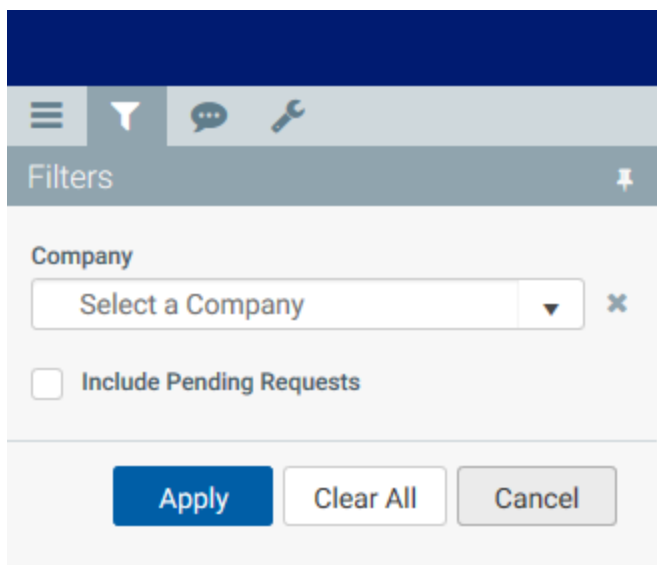 Filters
Company
Select a Company
Include Pending Requests
Apply Clear All Cancel